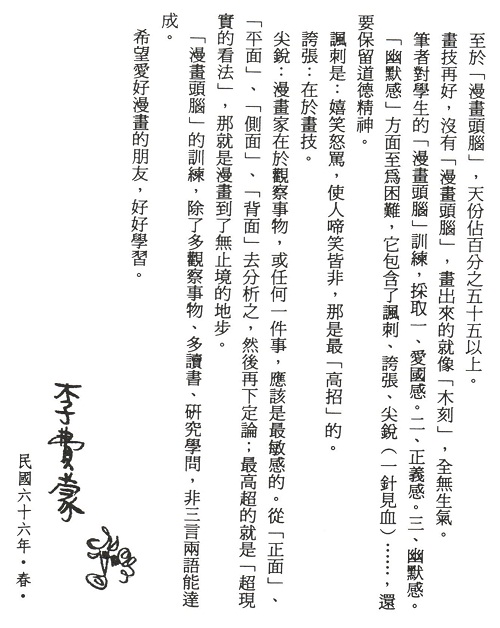 至於「漫畫頭腦」，天份佔百分之五十五以上。
畫技再好，沒有「漫畫頭腦」，畫出來的就像「木刻」，全無生氣。
筆者對學生的「漫畫頭腦」訓練，採取一、愛國感。二、正義感。三、幽默感。
「幽默感」方面至爲困難，它包含了諷刺、誇張、尖銳（一針見血）……，還
要保留道德精神。
諷刺是：嬉笑怒罵，使人啼笑皆非，那是最「高招」的。
誇張：在於畫技。
尖銳：漫畫家在於觀察事物，或任何一件事，應該是最敏感的。從「正面」、
「平面」、「側面」、「背面」去分析之，然後再下定論；最高超的就是「超現
實的看法」，那就是漫畫到了無止境的地步。
「漫畫頭腦」的訓練，除了多觀察事物、多讀書、研究學問，非三言兩語能達
成。
希望愛好漫畫的朋友，好好學習。
李費蒙
民國六十六年・春・